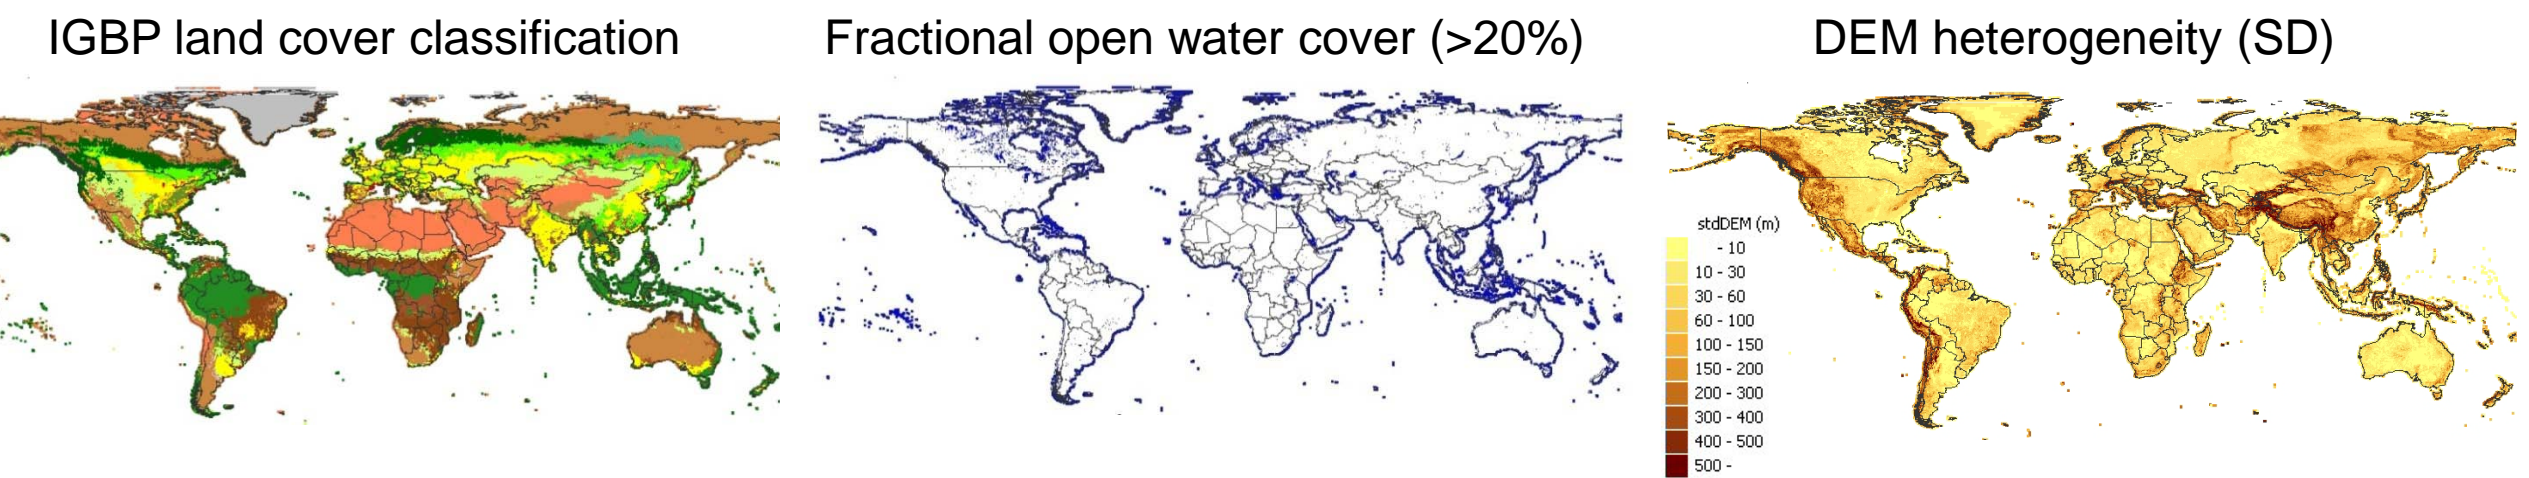 IGBP land cover classification
Fractional open water cover (>20%)
DEM heterogeneity (SD)
stdDEM (m)
- 10
10 - 30
30 - 60
60 - 100
100 - 150
150 - 200
200 - 300
300 - 400
400 - 500
500 -